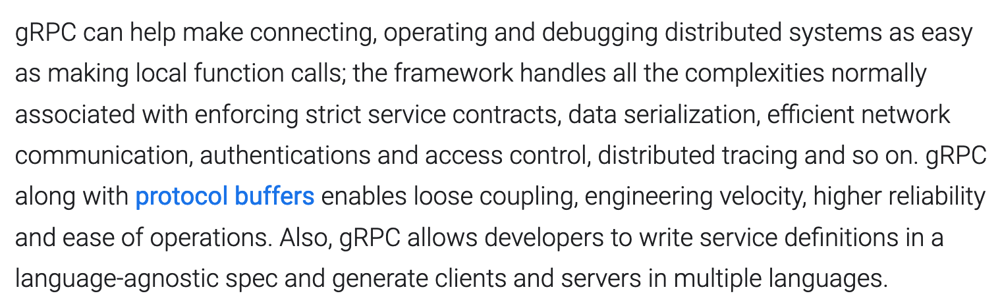 gRPC can help make connecting, operating and debugging distributed systems as easy
as making local function calls; the framework handles all the complexities normally
associated with enforcing strict service contracts, data serialization, efficient network
communication, authentications and access control, distributed tracing and so on. gRPC
along with protocol buffers enables loose coupling, engineering velocity, higher reliability
and ease of operations. Also, gRPC allows developers to write service definitions in a
language-agnostic spec and generate clients and servers in multiple languages.